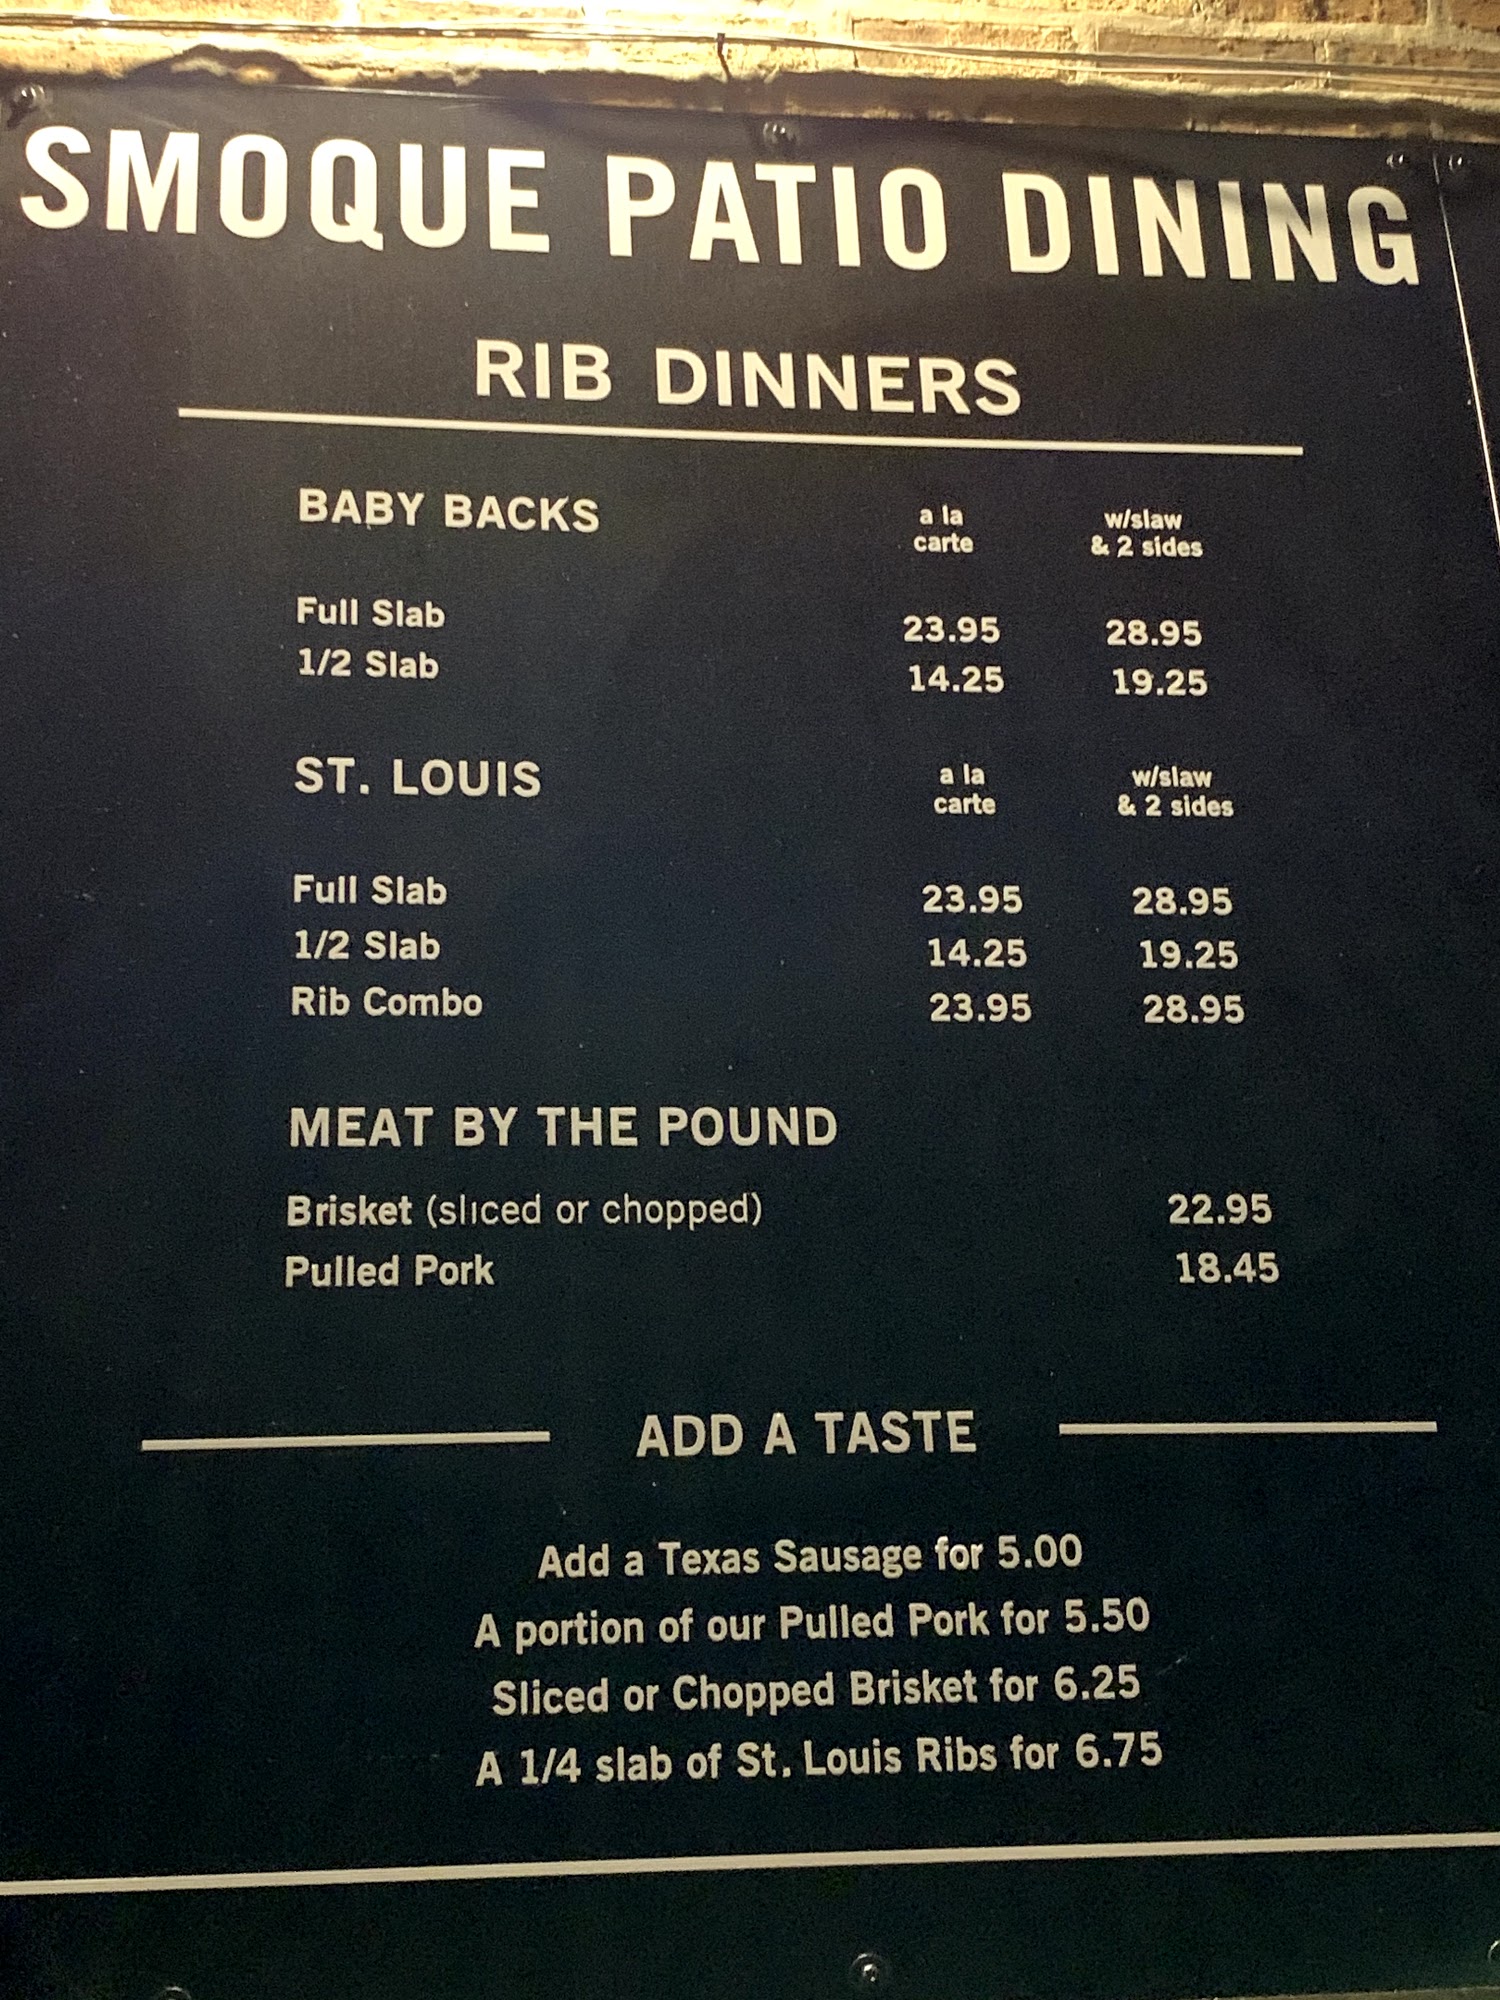 SMOQUE PATIO DINING
RIB DINNERS
BABY BACKS a la carte w/slaw & 2 sides
Full Slab 23.95 28.95
1/2 Slab 14.25 19.25
ST. LOUIS a la carte w/slaw & 2 sides
Full Slab 23.95 28.95
1/2 Slab 14.25 19.25
Rib Combo 23.95 28.95
MEAT BY THE POUND
Brisket (sliced or chopped) 22.95
Pulled Pork 18.45
ADD A TASTE
Add a Texas Sausage for 5.00
A portion of our Pulled Pork for 5.50
Sliced or Chopped Brisket for 6.25
A 1/4 slab of St. Louis Ribs for 6.75